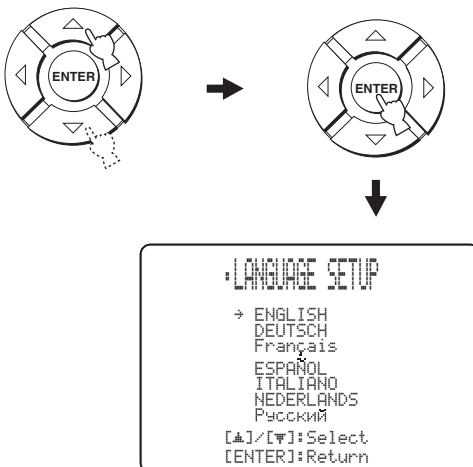 ENTER
ENTER
LANGUAGE SETUP
→ ENGLISH
DEUTSCH
Français
ESPAÑOL
ITALIANO
NEDERLANDS
Русский
[▲]/[▼]:Select
[ENTER]:Return